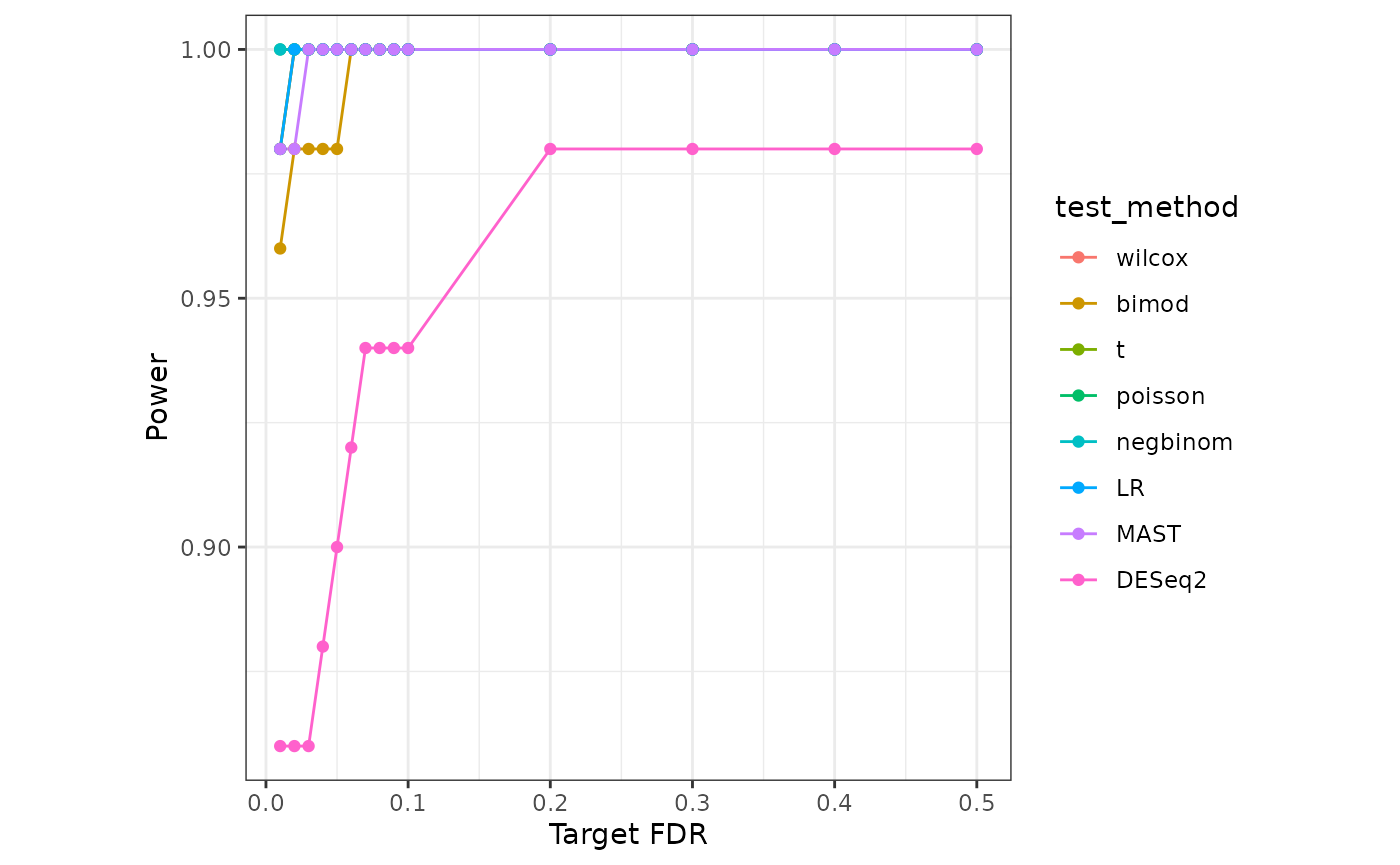 1.00
0.95
0.90
Power
0.0 0.1 0.2 0.3 0.4 0.5
Target FDR
test_method
wilcox
bimod
t
poisson
negbinom
LR
MAST
DESeq2